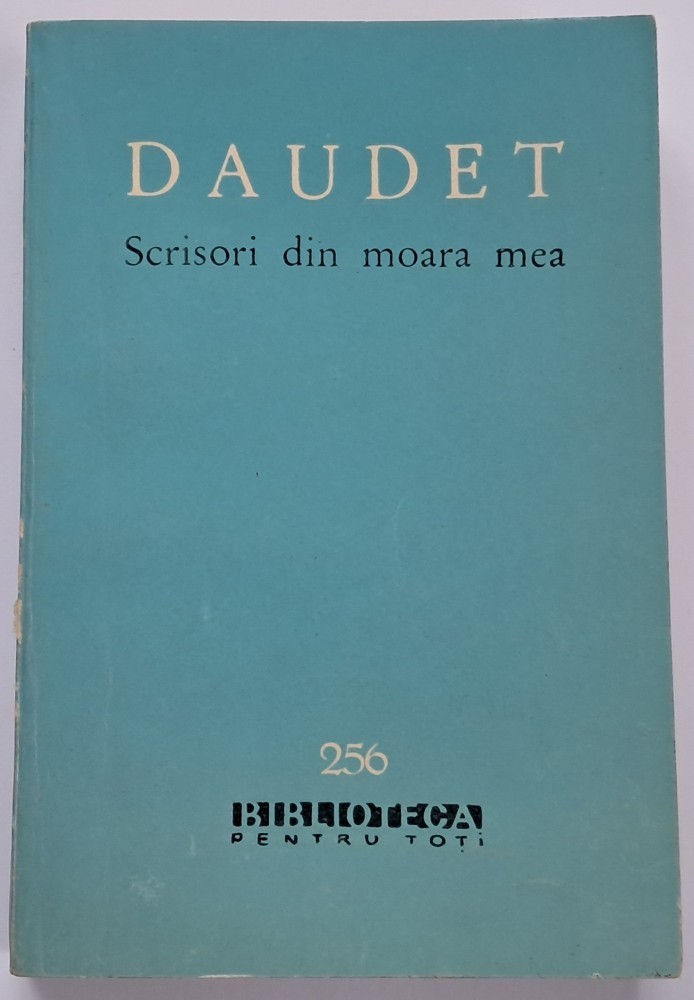 DAUDET
Scrisori din moara mea
256
BIBLIOTECA
PENTRU TOȚI